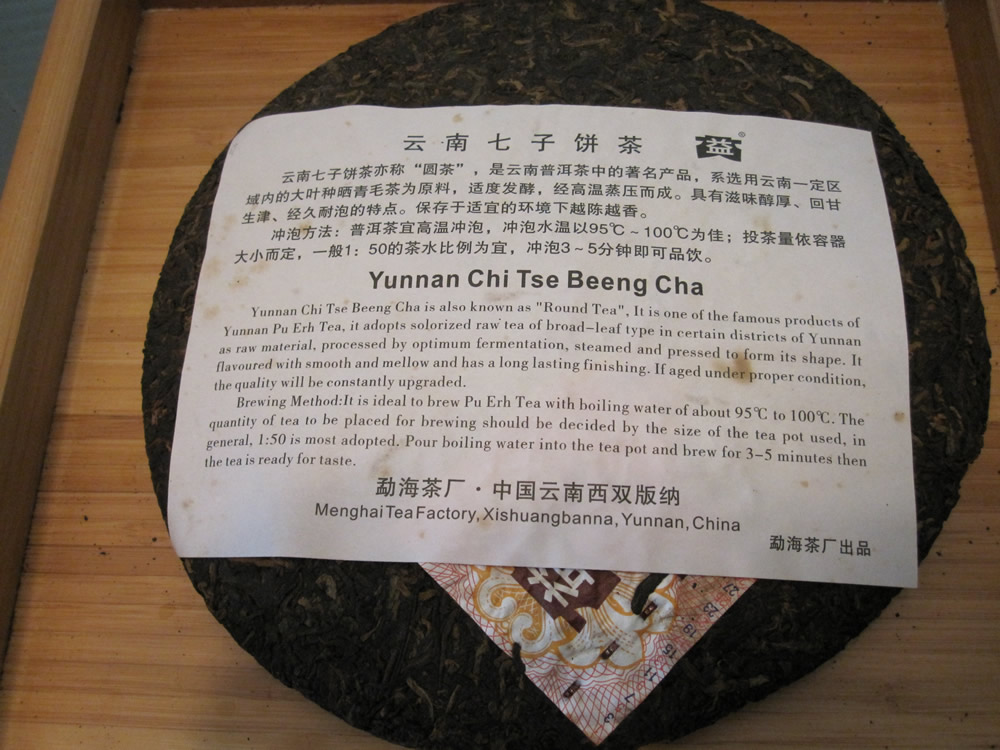 云南七子饼茶 益®
云南七子饼茶亦称“圆茶”，是云南普洱茶中的著名产品，系选用云南一定区
域内的大叶种晒青毛茶为原料，适度发酵，经高温蒸压而成。具有滋味醇厚、回甘
生津、经久耐泡的特点。保存于适宜的环境下越陈越香。
冲泡方法：普洱茶宜高温冲泡，冲泡水温以95℃～100℃为佳；投茶量依容器
大小而定，一般1：50的茶水比例为宜，冲泡3～5分钟即可品饮。
Yunnan Chi Tse Beeng Cha
Yunnan Chi Tse Beeng Cha is also known as "Round Tea", It is one of the famous products of
Yunnan Pu Erh Tea, it adopts solorized raw tea of broad-leaf type in certain districts of Yunnan
as raw material, processed by optimum fermentation, steamed and pressed to form its shape. It
flavoured with smooth and mellow and has a long lasting finishing. If aged under proper condition,
the quality will be constantly upgraded.
Brewing Method:It is ideal to brew Pu Erh Tea with boiling water of about 95℃ to 100℃. The
quantity of tea to be placed for brewing should be decided by the size of the tea pot used, in
general, 1:50 is most adopted. Pour boiling water into the tea pot and brew for 3-5 minutes then
the tea is ready for taste.
勐海茶厂·中国云南西双版纳
Menghai Tea Factory, Xishuangbanna, Yunnan, China
勐海茶厂出品